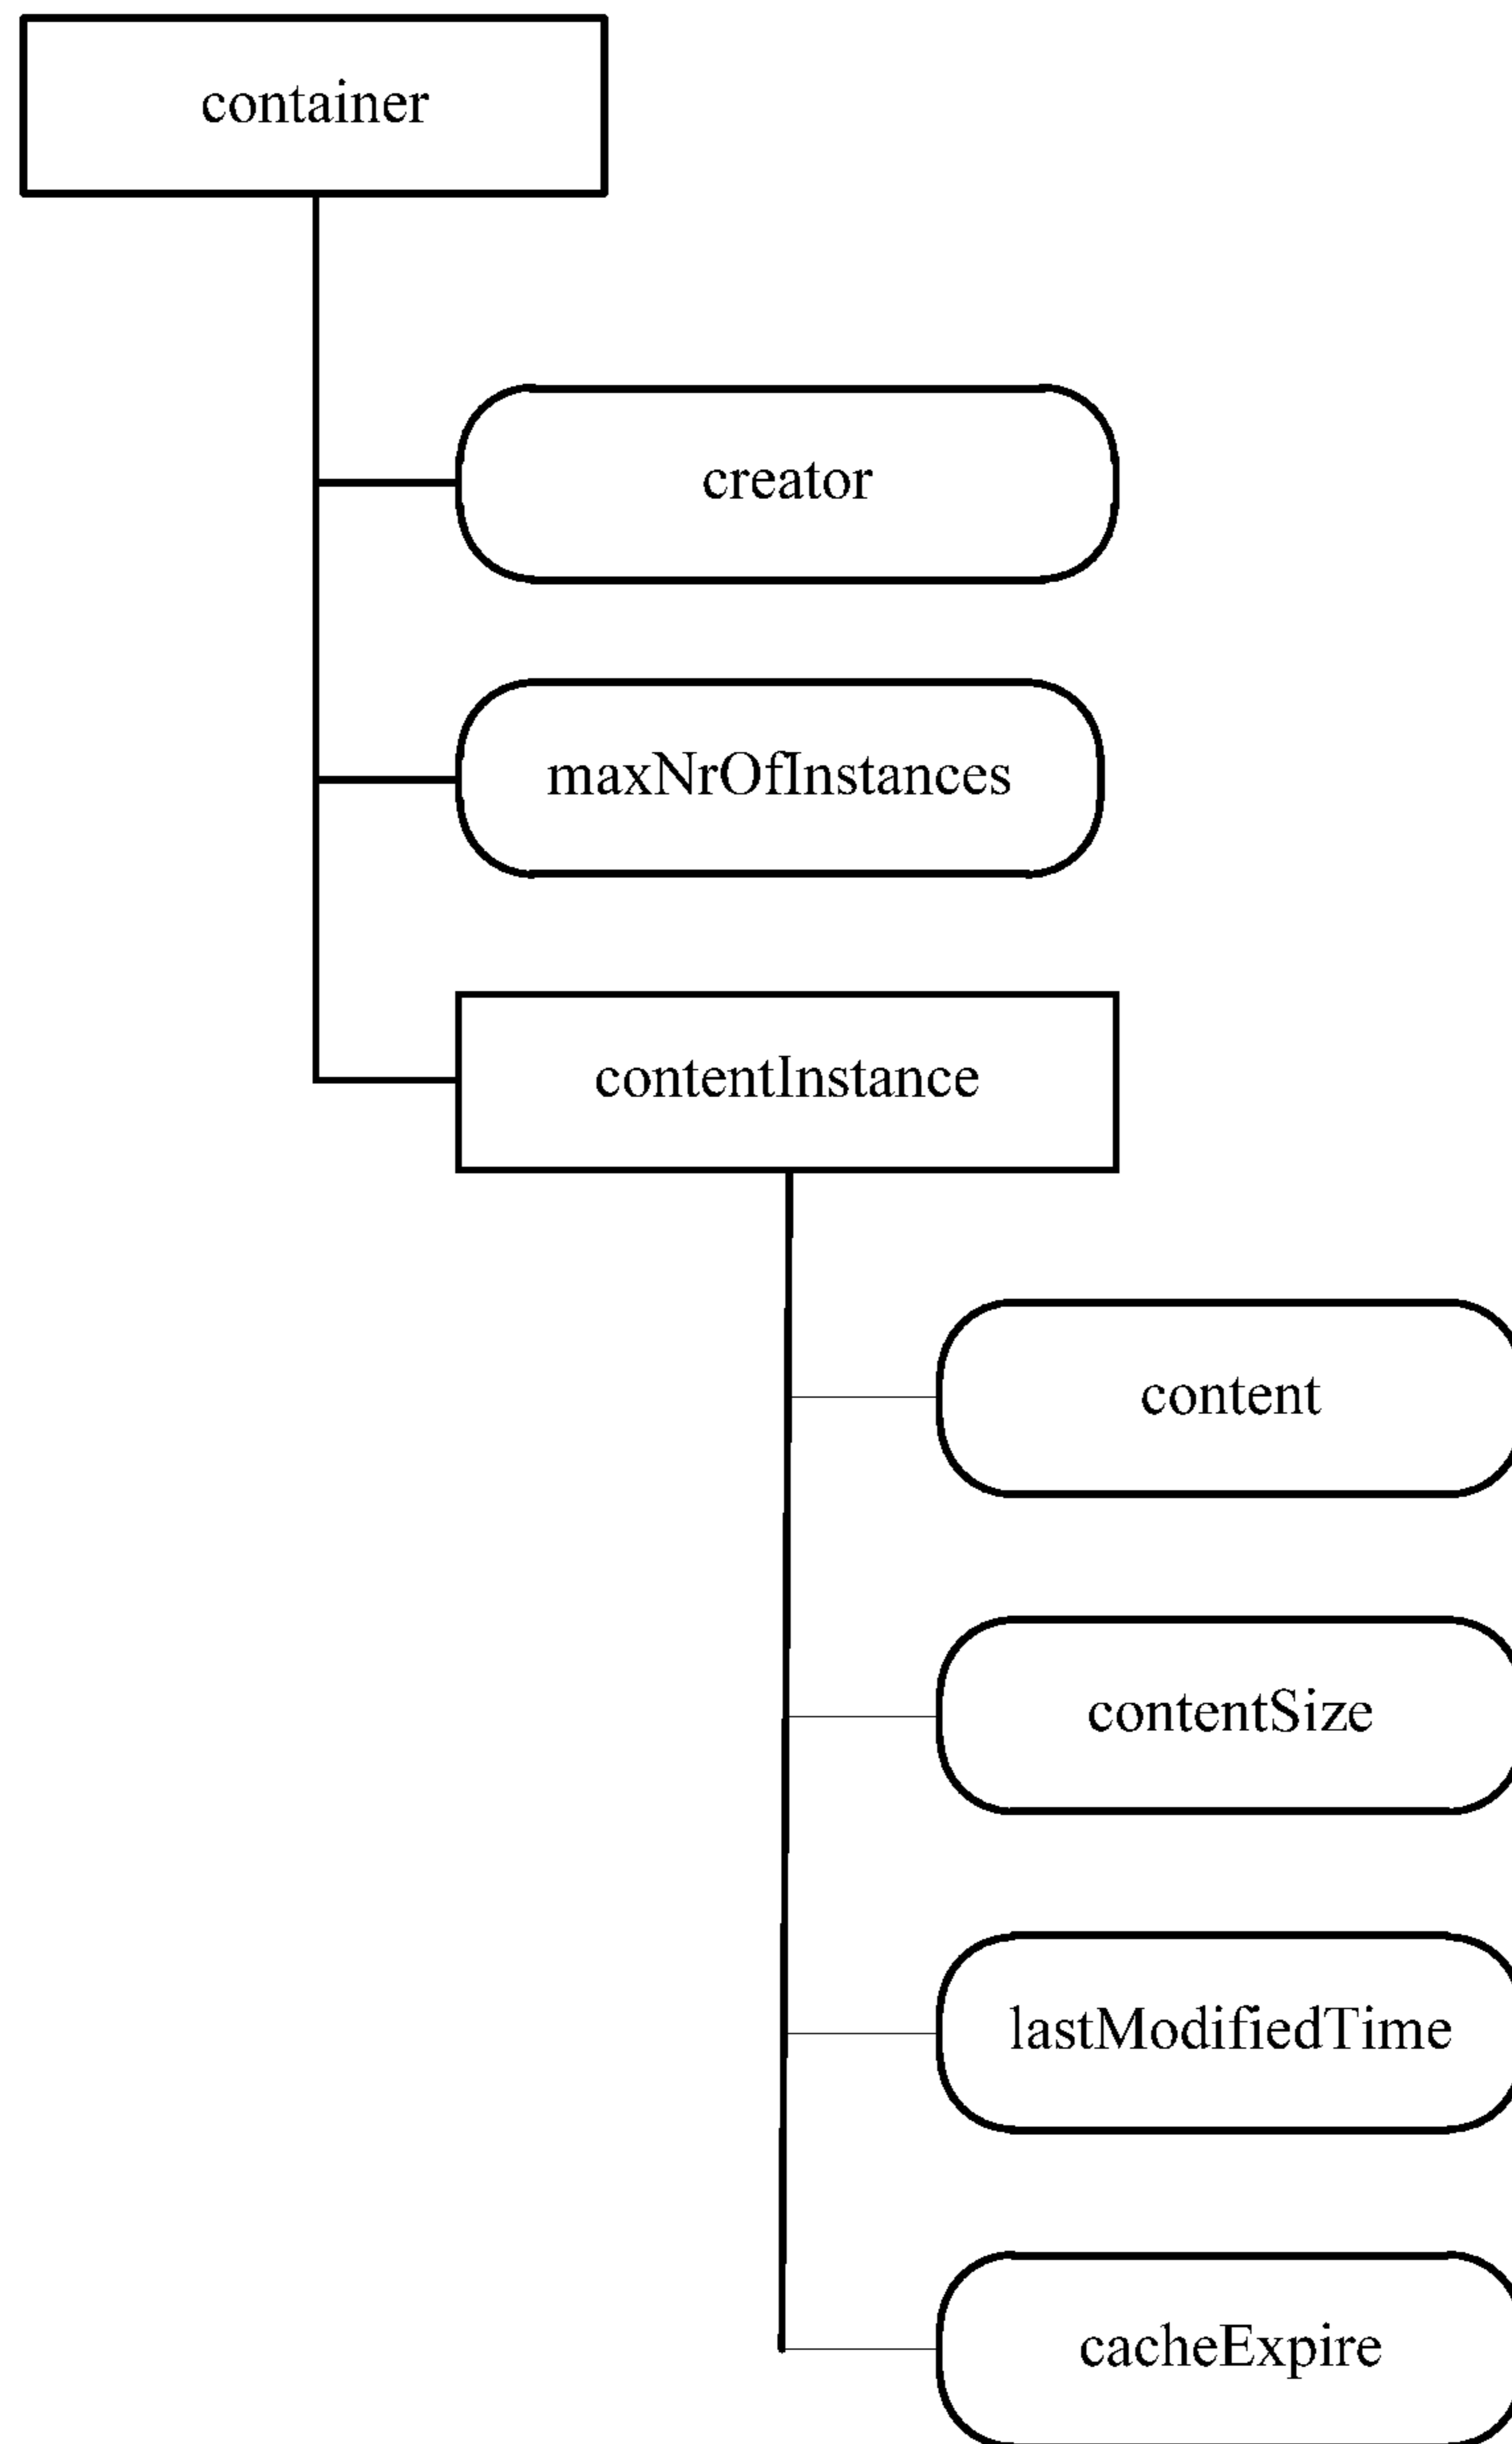 container
creator
maxNrOfInstances
contentInstance
content
contentSize
lastModifiedTime
cacheExpire